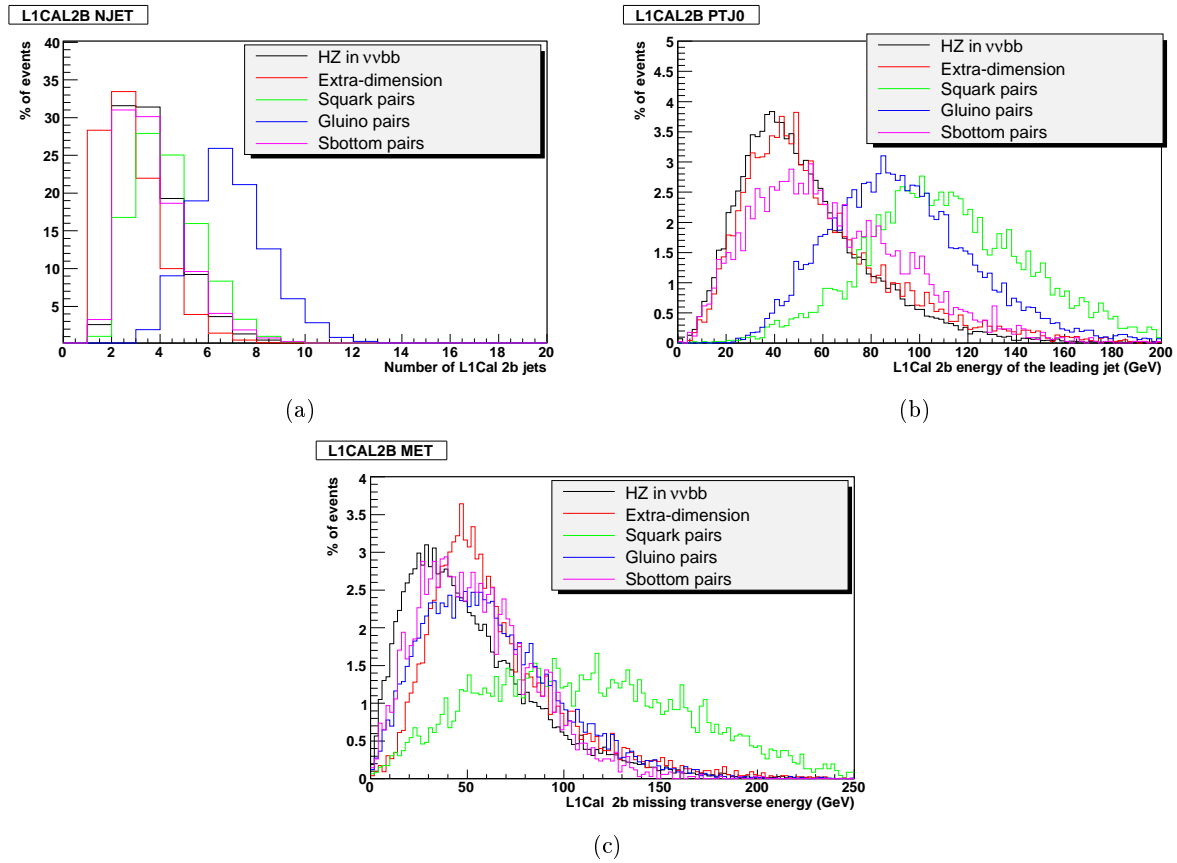 L1CAL2B NJET
% of events
40
35
30
25
20
15
10
5
0 2 4 6 8 10 12 14 16 18 20
Number of L1Cal 2b jets
HZ in ννbb
Extra-dimension
Squark pairs
Gluino pairs
Sbottom pairs
(a)
L1CAL2B PTJ0
% of events
5
4.5
4
3.5
3
2.5
2
1.5
1
0.5
0
0 20 40 60 80 100 120 140 160 180 200
L1Cal 2b energy of the leading jet (GeV)
HZ in ννbb
Extra-dimension
Squark pairs
Gluino pairs
Sbottom pairs
(b)
L1CAL2B MET
% of events
4
3.5
3
2.5
2
1.5
1
0.5
0
0 50 100 150 200 250
L1Cal 2b missing transverse energy (GeV)
HZ in ννbb
Extra-dimension
Squark pairs
Gluino pairs
Sbottom pairs
(c)